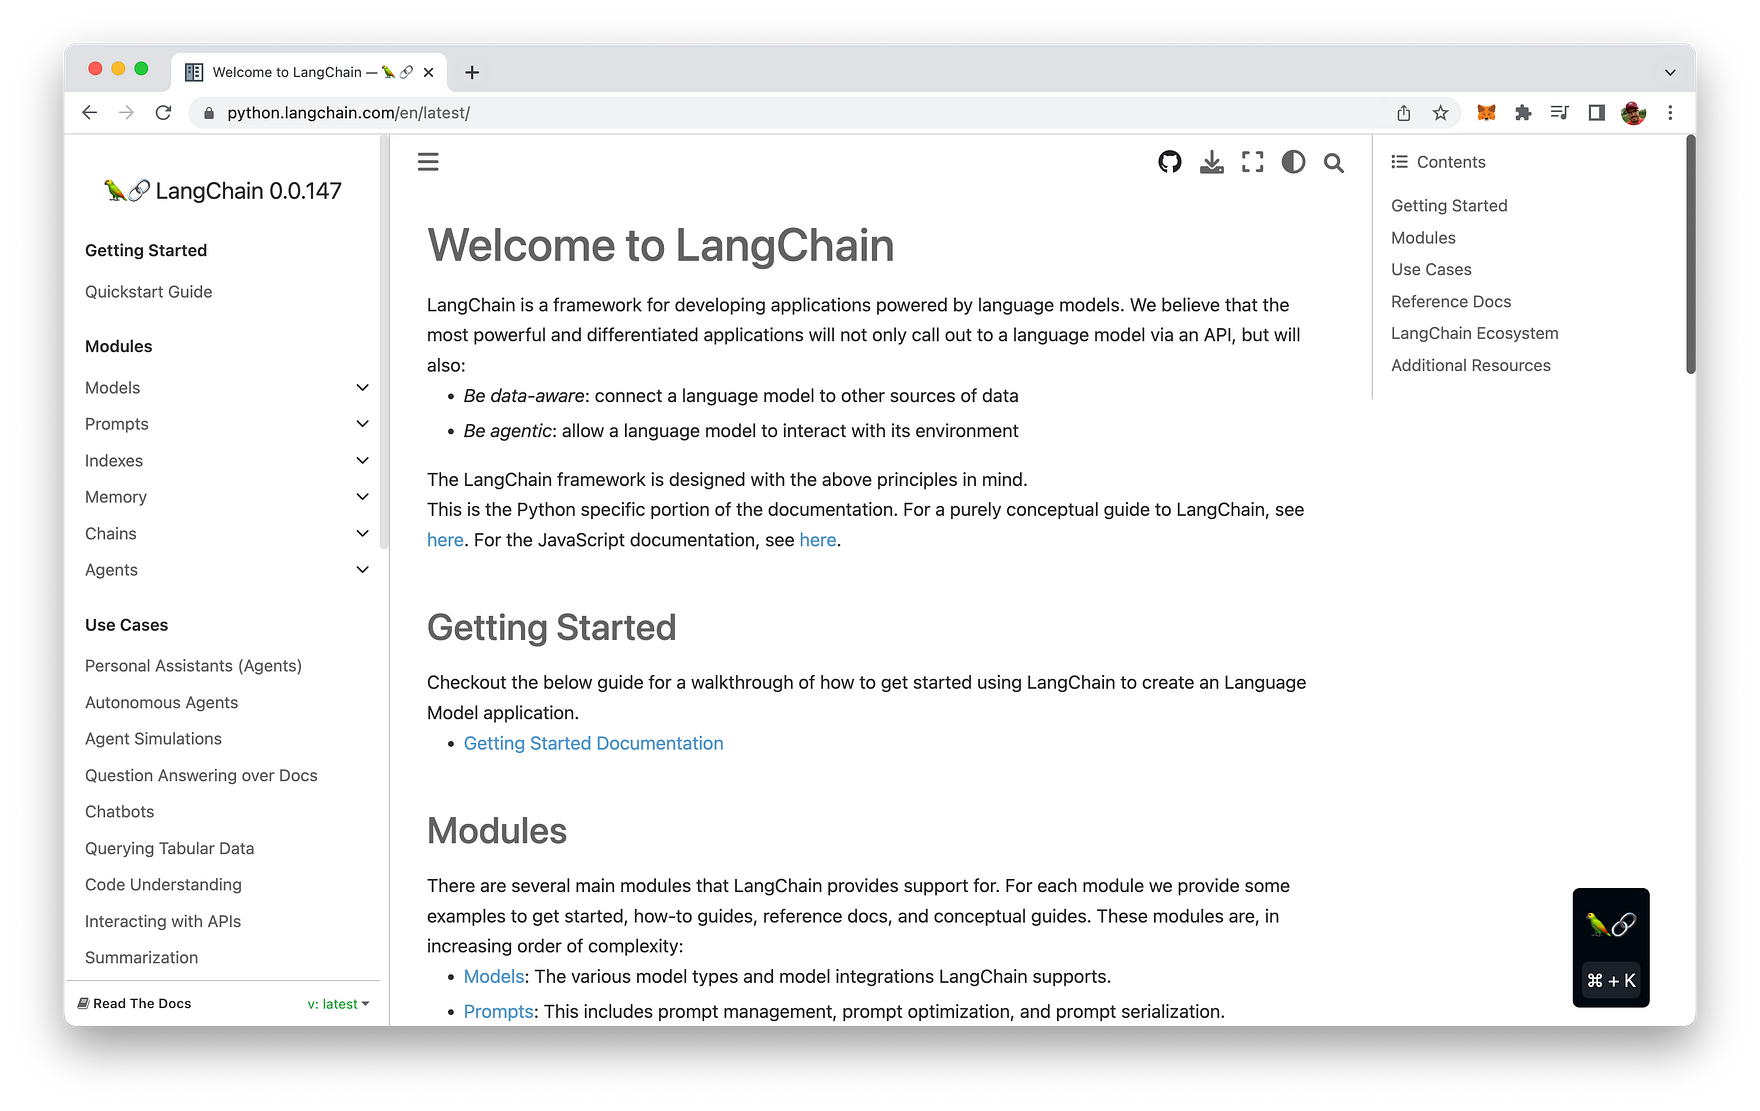 Welcome to LangChain — 🦜🔗
python.langchain.com/en/latest/
🦜🔗 LangChain 0.0.147
Getting Started
Quickstart Guide
Modules
Models
Prompts
Indexes
Memory
Chains
Agents
Use Cases
Personal Assistants (Agents)
Autonomous Agents
Agent Simulations
Question Answering over Docs
Chatbots
Querying Tabular Data
Code Understanding
Interacting with APIs
Summarization
Read The Docs
v: latest
Welcome to LangChain
LangChain is a framework for developing applications powered by language models. We believe that the
most powerful and differentiated applications will not only call out to a language model via an API, but will
also:
• Be data-aware: connect a language model to other sources of data
• Be agentic: allow a language model to interact with its environment
The LangChain framework is designed with the above principles in mind.
This is the Python specific portion of the documentation. For a purely conceptual guide to LangChain, see
here. For the JavaScript documentation, see here.
Getting Started
Checkout the below guide for a walkthrough of how to get started using LangChain to create an Language
Model application.
• Getting Started Documentation
Modules
There are several main modules that LangChain provides support for. For each module we provide some
examples to get started, how-to guides, reference docs, and conceptual guides. These modules are, in
increasing order of complexity:
• Models: The various model types and model integrations LangChain supports.
• Prompts: This includes prompt management, prompt optimization, and prompt serialization.
Contents
Getting Started
Modules
Use Cases
Reference Docs
LangChain Ecosystem
Additional Resources
🦜🔗
⌘ + K